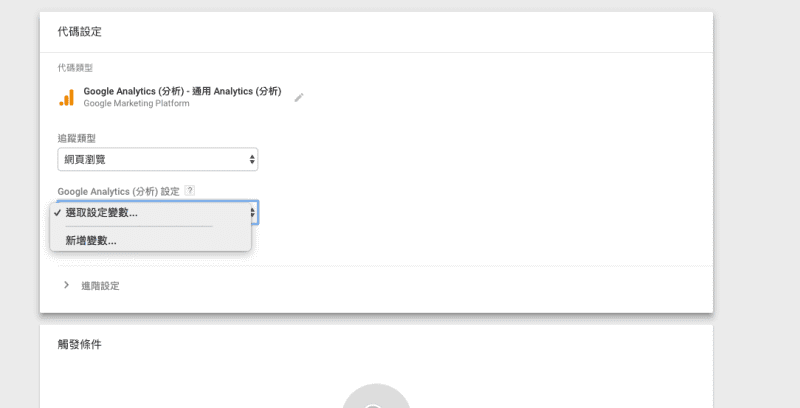 代碼設定
代碼類型
Google Analytics (分析) - 通用 Analytics (分析)
Google Marketing Platform
追蹤類型
網頁瀏覽
Google Analytics (分析) 設定 ?
✓ 選取設定變數...
新增變數...
進階設定
觸發條件